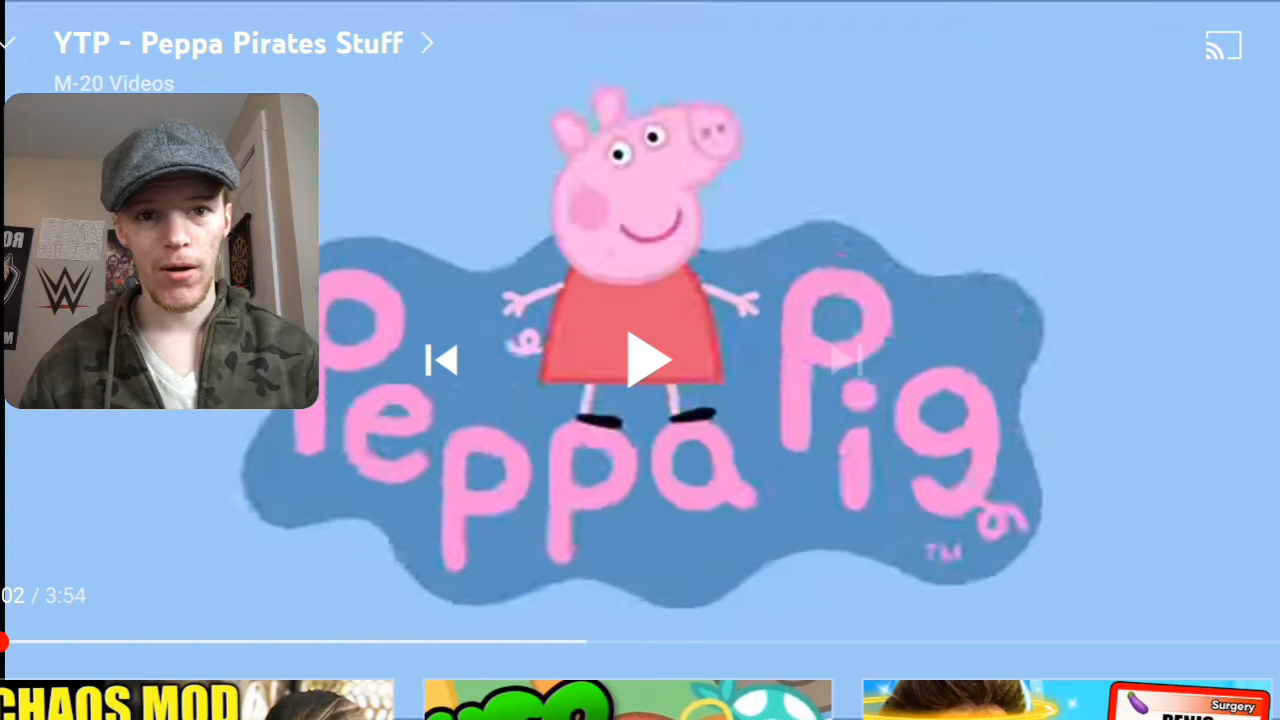 YTP - Peppa Pirates Stuff
M-20 Videos
W
Peppa Pig
TM
02 / 3:54
CHAOS MOD
Surgery